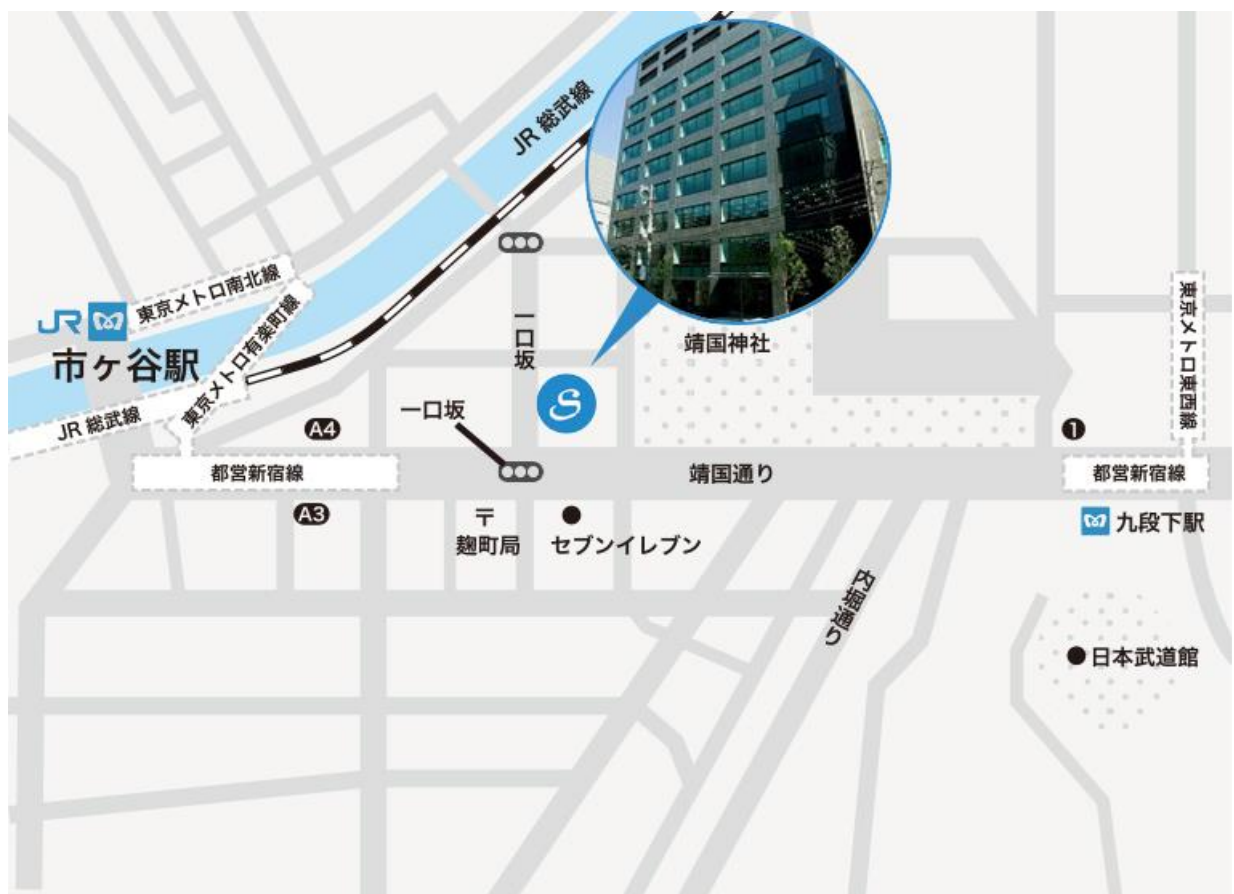 JR 総武線
東京メトロ南北線
JR
市ヶ谷駅
東京メトロ有楽町線
JR 総武線
一口坂
靖国神社
東京メトロ東西線
S
一口坂
A4
1
都営新宿線
靖国通り
都営新宿線
A3
〒
麹町局
セブンイレブン
九段下駅
内堀通り
日本武道館